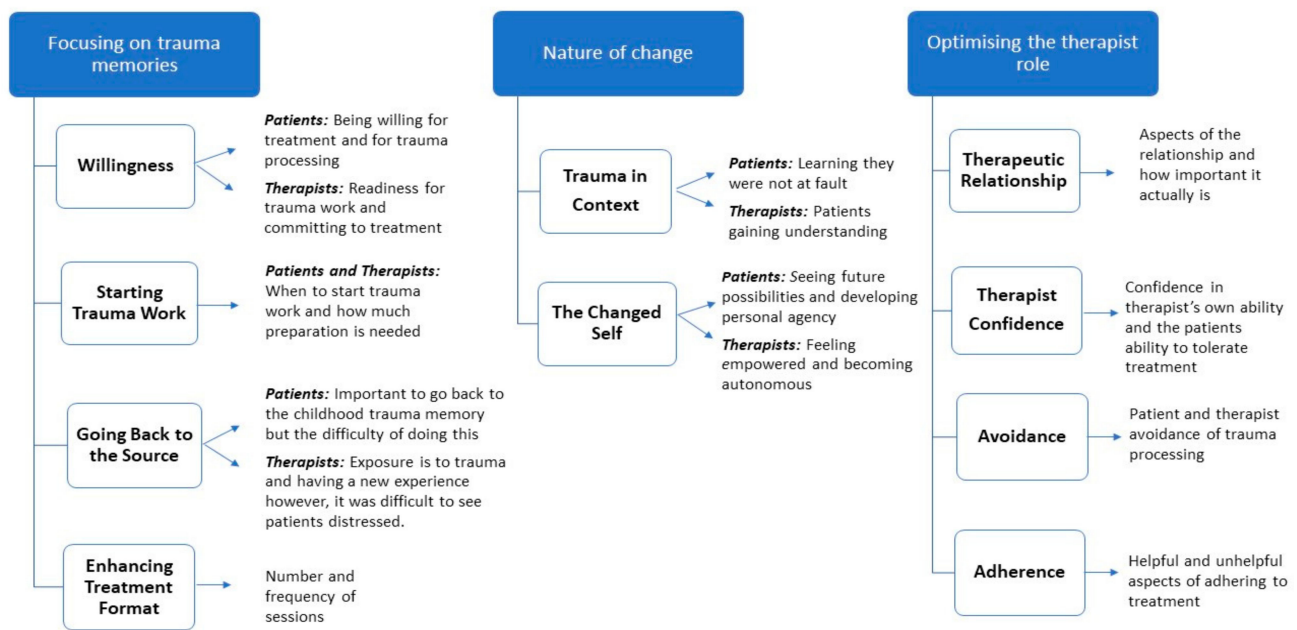 Focusing on trauma
memories
Willingness
Patients: Being willing for
treatment and for trauma
processing
Therapists: Readiness for
trauma work and
committing to treatment
Starting
Trauma Work
Patients and Therapists:
When to start trauma
work and how much
preparation is needed
Going Back to
the Source
Patients: Important to go back to
the childhood trauma memory
but the difficulty of doing this
Therapists: Exposure is to trauma
and having a new experience
however, it was difficult to see
patients distressed.
Enhancing
Treatment
Format
Number and
frequency of
sessions
Nature of change
Trauma in
Context
Patients: Learning they
were not at fault
Therapists: Patients
gaining understanding
The Changed
Self
Patients: Seeing future
possibilities and developing
personal agency
Therapists: Feeling
empowered and becoming
autonomous
Optimising the therapist
role
Therapeutic
Relationship
Aspects of the
relationship and
how important it
actually is
Therapist
Confidence
Confidence in
therapist's own ability
and the patients
ability to tolerate
treatment
Avoidance
Patient and therapist
avoidance of trauma
processing
Adherence
Helpful and unhelpful
aspects of adhering to
treatment